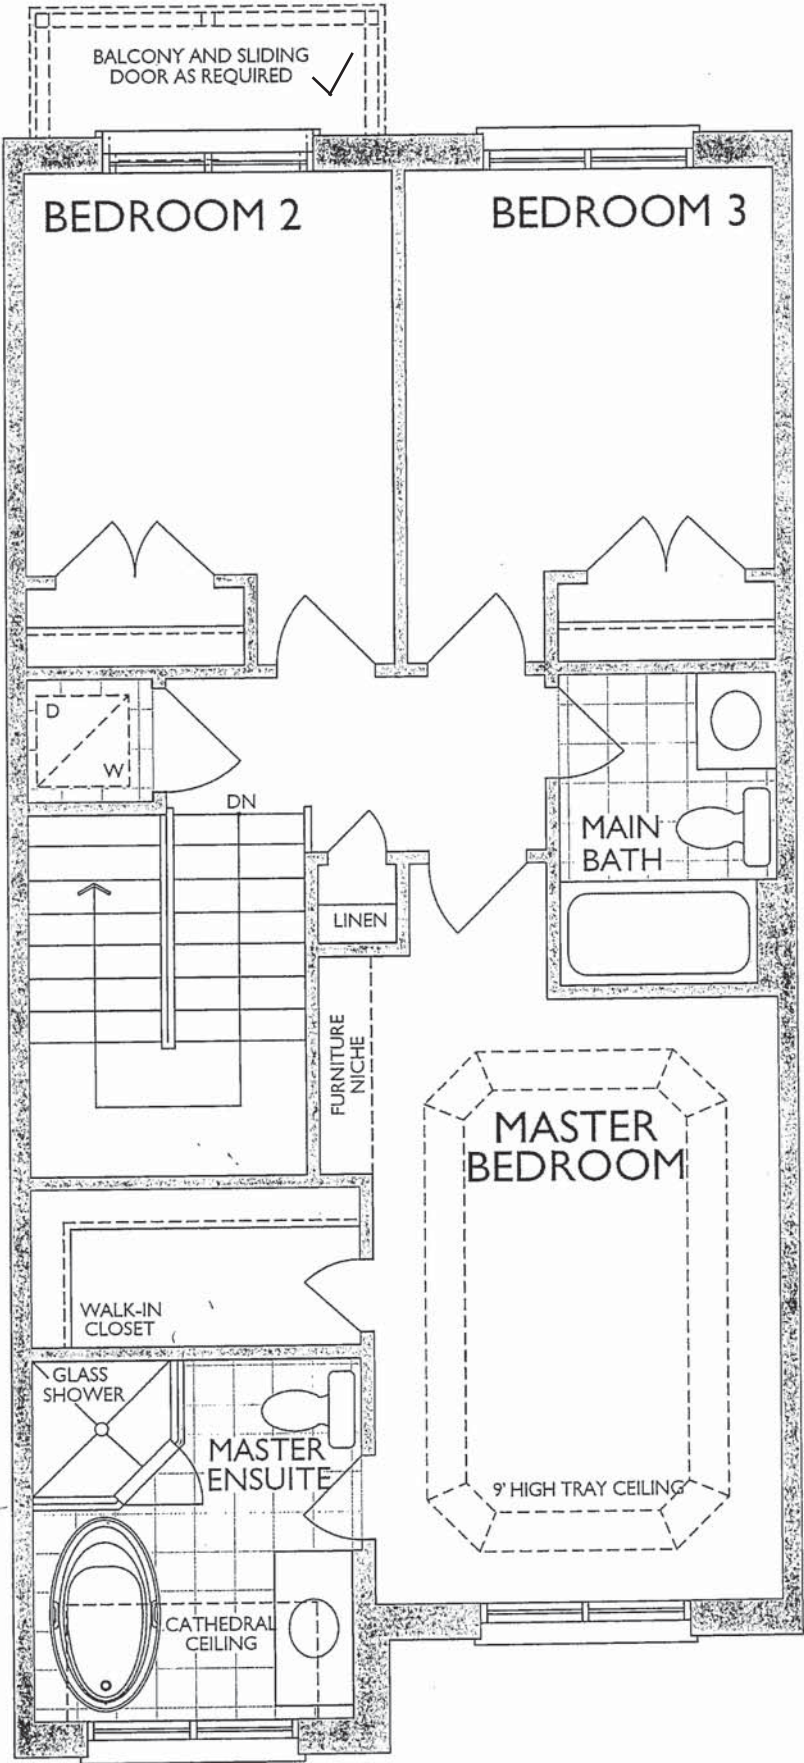 BALCONY AND SLIDING
DOOR AS REQUIRED
BEDROOM 2
BEDROOM 3
D
W
DN
MAIN
BATH
LINEN
FURNITURE
NICHE
MASTER
BEDROOM
WALK-IN
CLOSET
GLASS
SHOWER
MASTER
ENSUITE
9' HIGH TRAY CEILING
CATHEDRAL
CEILING